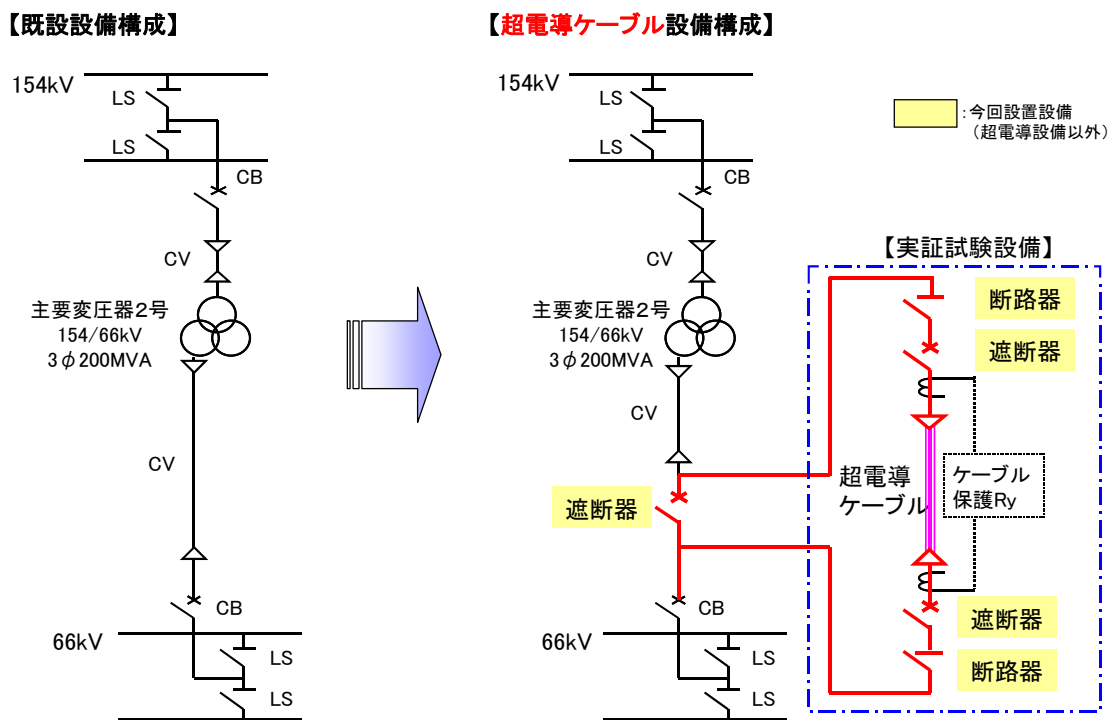 【既設設備構成】
154kV
LS
LS
CB
CV
主要変圧器2号
154/66kV
3φ200MVA
CV
CB
66kV
LS
LS
【超電導ケーブル設備構成】
154kV
LS
LS
CB
CV
主要変圧器2号
154/66kV
3φ200MVA
CV
遮断器
CB
66kV
LS
LS
:今回設置設備
(超電導設備以外)
【実証試験設備】
断路器
遮断器
超電導
ケーブル
ケーブル
保護Ry
遮断器
断路器